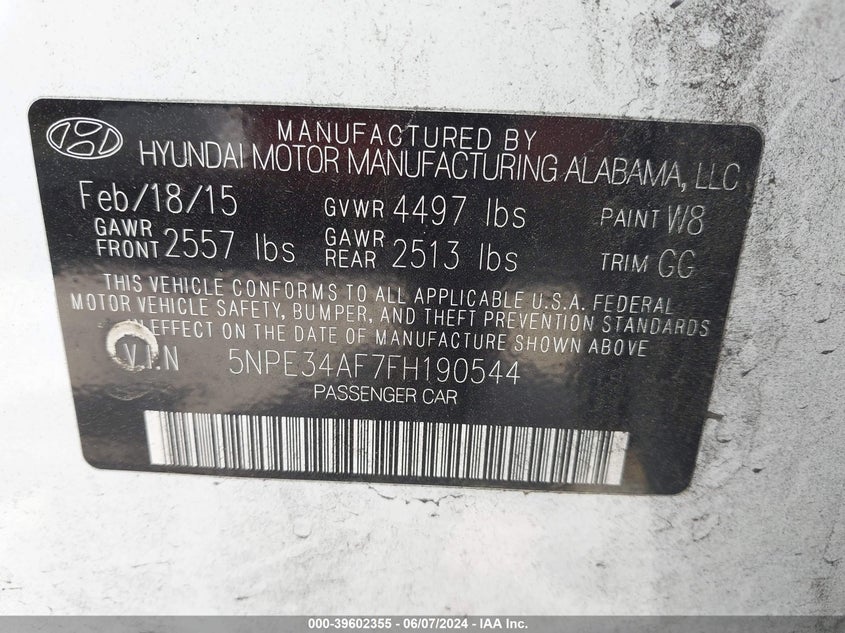 MANUFACTURED BY
HYUNDAI MOTOR MANUFACTURING ALABAMA, LLC
Feb/18/15 GVWR 4497 lbs PAINT W8
GAWR FRONT 2557 lbs GAWR REAR 2513 lbs TRIM GG
THIS VEHICLE CONFORMS TO ALL APPLICABLE U.S.A. FEDERAL
MOTOR VEHICLE SAFETY, BUMPER, AND THEFT PREVENTION STANDARDS
IN EFFECT ON THE DATE OF MANUFACTURE SHOWN ABOVE
V.I.N 5NPE34AF7FH190544
PASSENGER CAR
000-39602355 - 06/07/2024 - IAA Inc.